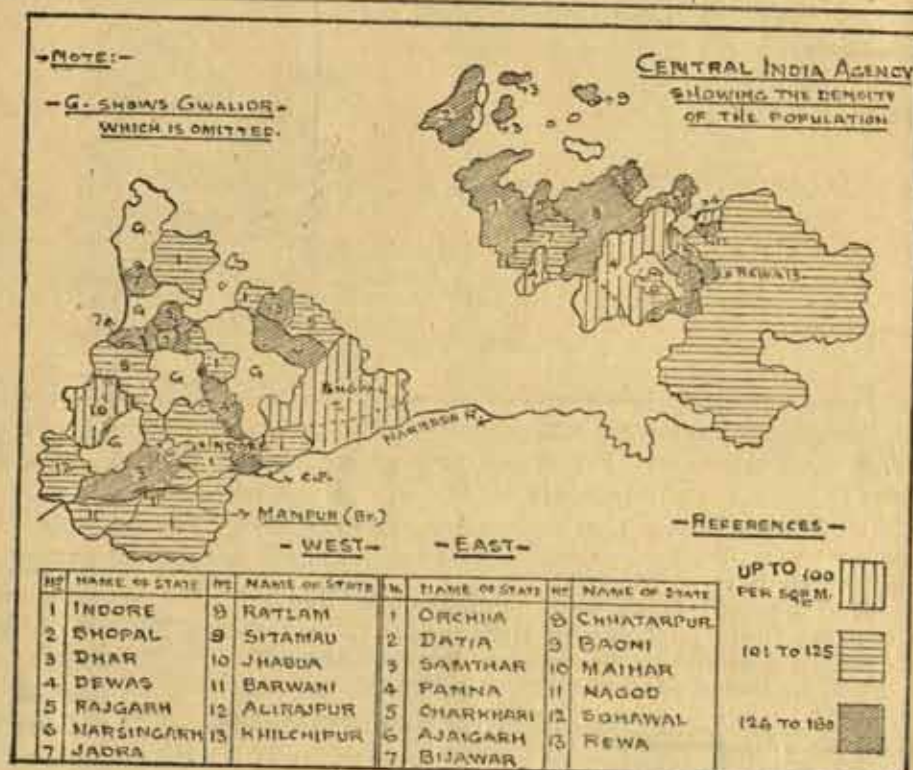 NOTE:-
- G. SHOWS GWALIOR -
WHICH IS OMITTED.
CENTRAL INDIA AGENCY
SHOWING THE DENSITY
OF THE POPULATION
BHOPAL
NARBADA R.
C.P.
MANPUR (Br.)
- WEST -
- EAST -
- REFERENCES -
NO NAME OF STATE NO NAME OF STATE N. NAME OF STATE NO NAME OF STATE
1 INDORE 8 RATLAM 1 ORCHHA 8 CHHATARPUR
2 BHOPAL 9 SITAMAU 2 DATIA 9 BAONI
3 DHAR 10 JHABUA 3 SAMTHAR 10 MAIHAR
4 DEWAS 11 BARWANI 4 PANNA 11 NAGOD
5 RAJGARH 12 ALIRAJPUR 5 CHARKHARI 12 SOHAWAL
6 NARSINGARH 13 KHILCHIPUR 6 AJAIGARH 13 REWA
7 JAORA 7 BIJAWAR
UP TO 100
PER SQRE M.
101 TO 125
126 TO 180